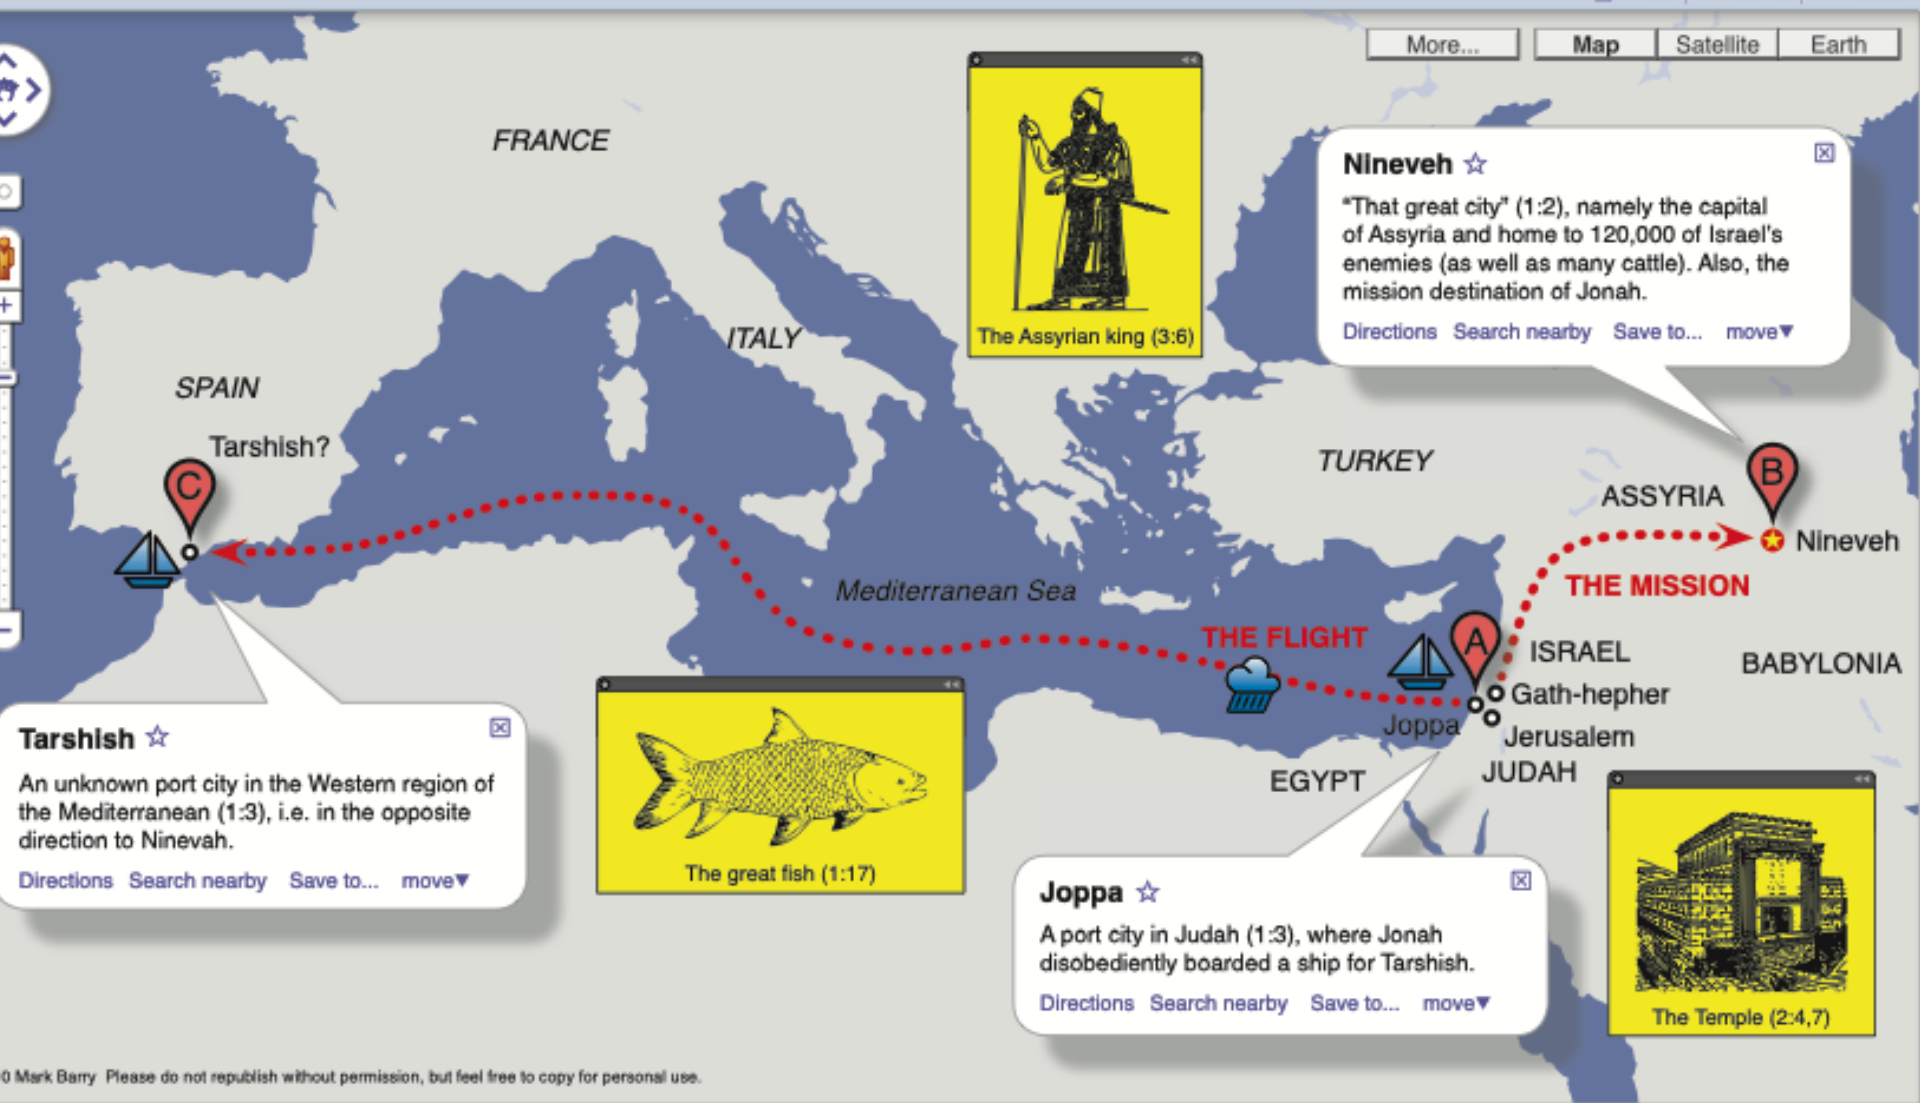 More...
Map
Satellite
Earth
FRANCE
The Assyrian king (3:6)
Nineveh
“That great city” (1:2), namely the capital
of Assyria and home to 120,000 of Israel's
enemies (as well as many cattle). Also, the
mission destination of Jonah.
Directions Search nearby Save to... move▼
ITALY
SPAIN
Tarshish?
C
TURKEY
B
ASSYRIA
Nineveh
THE MISSION
Mediterranean Sea
THE FLIGHT
A
ISRAEL
BABYLONIA
Gath-hepher
Joppa
Jerusalem
JUDAH
EGYPT
Tarshish
An unknown port city in the Western region of
the Mediterranean (1:3), i.e. in the opposite
direction to Ninevah.
Directions Search nearby Save to... move▼
The great fish (1:17)
Joppa
A port city in Judah (1:3), where Jonah
disobediently boarded a ship for Tarshish.
Directions Search nearby Save to... move▼
The Temple (2:4,7)
0 Mark Barry Please do not republish without permission, but feel free to copy for personal use.